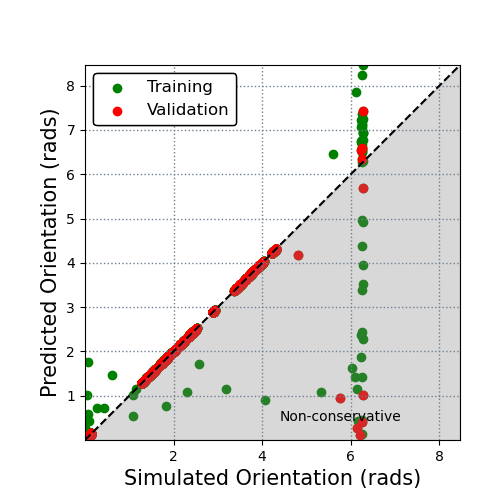 Training
Validation
8
7
6
5
4
3
2
1
Predicted Orientation (rads)
Non-conservative
2
4
6
8
Simulated Orientation (rads)